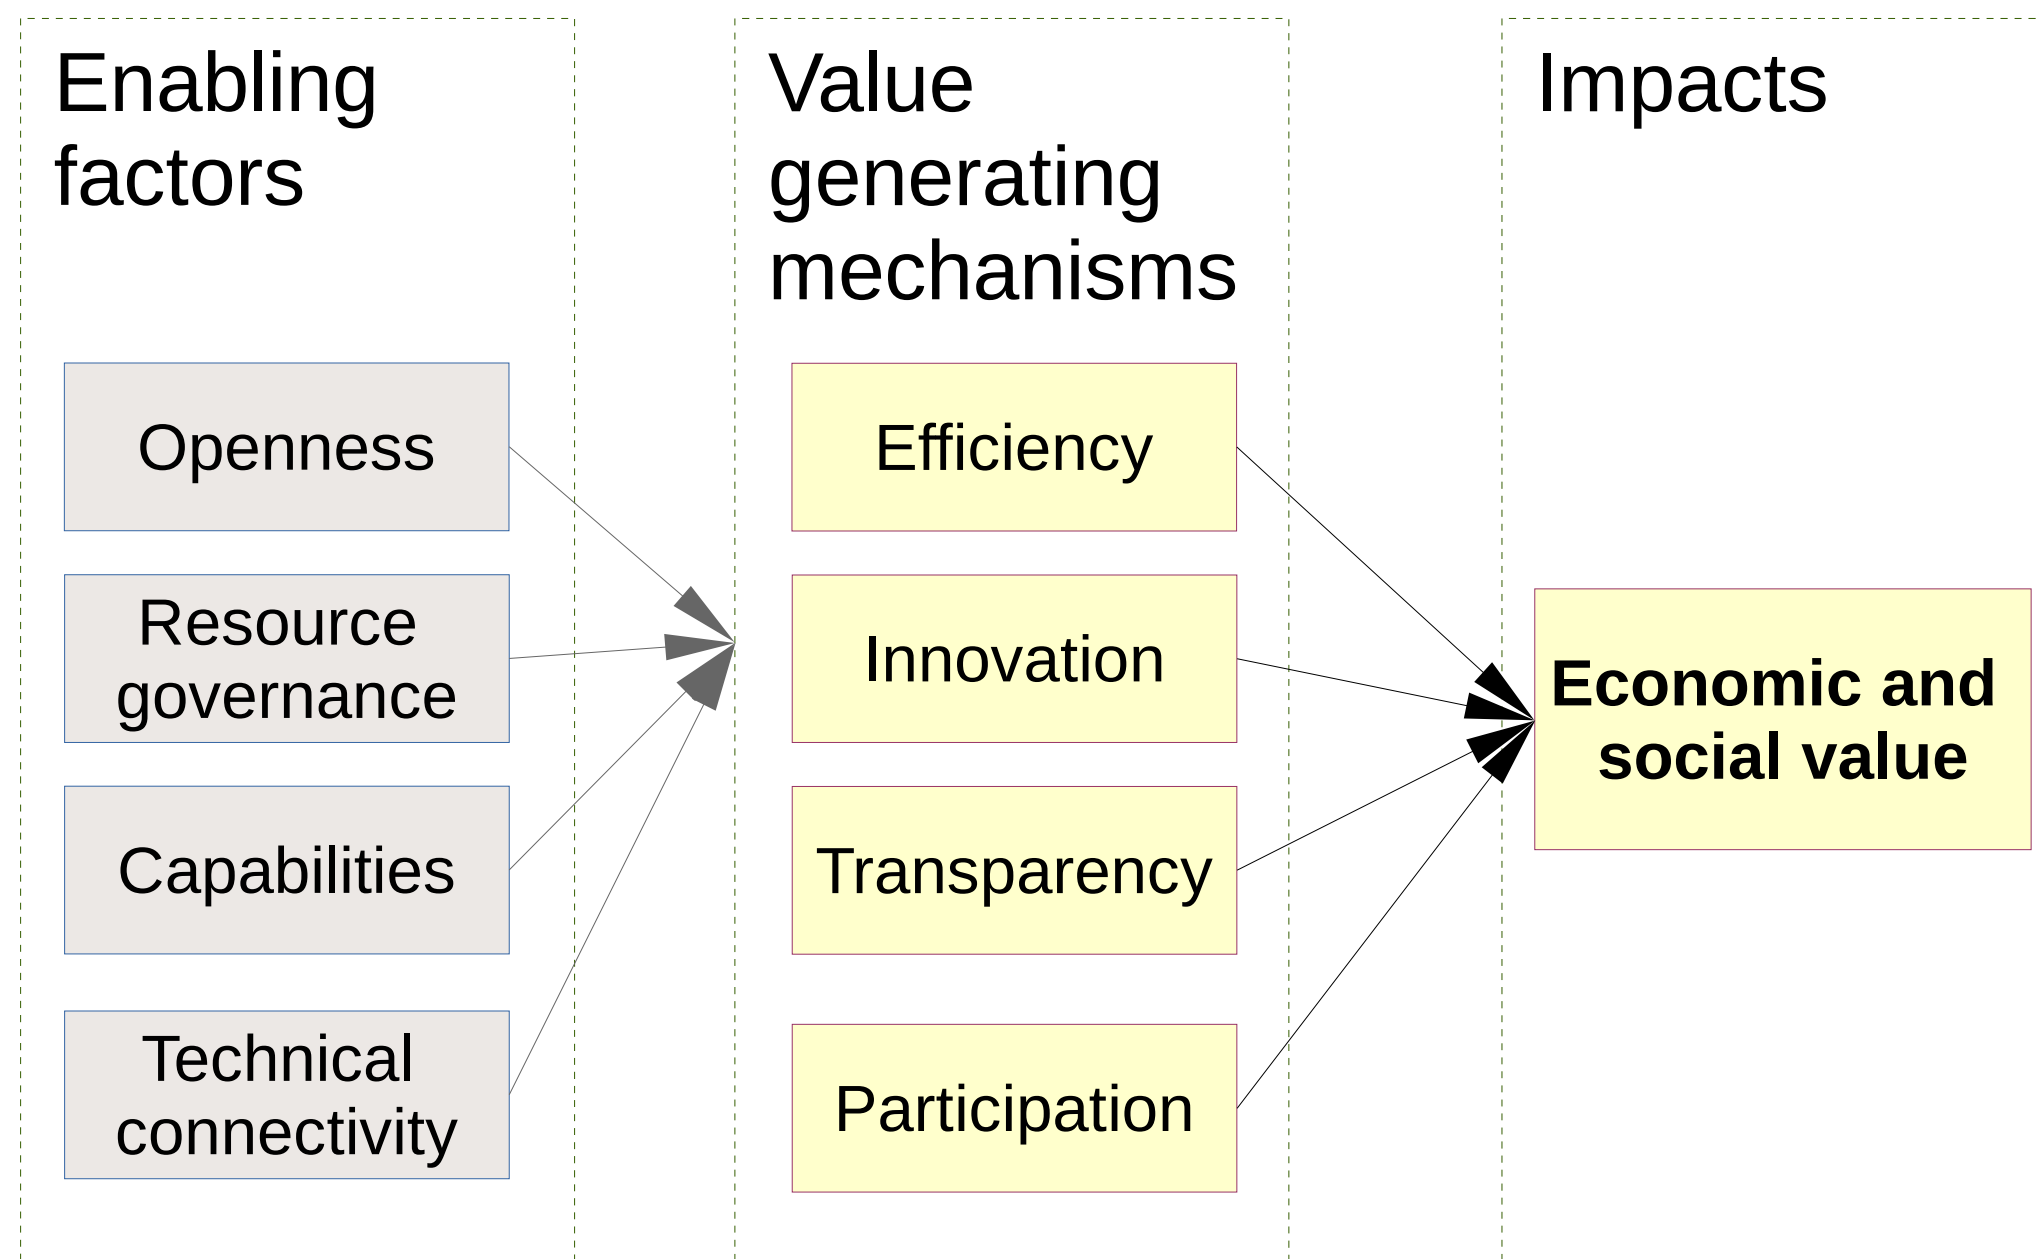 Enabling
factors
Openness
Resource
governance
Capabilities
Technical
connectivity
Value
generating
mechanisms
Efficiency
Innovation
Transparency
Participation
Impacts
Economic and
social value